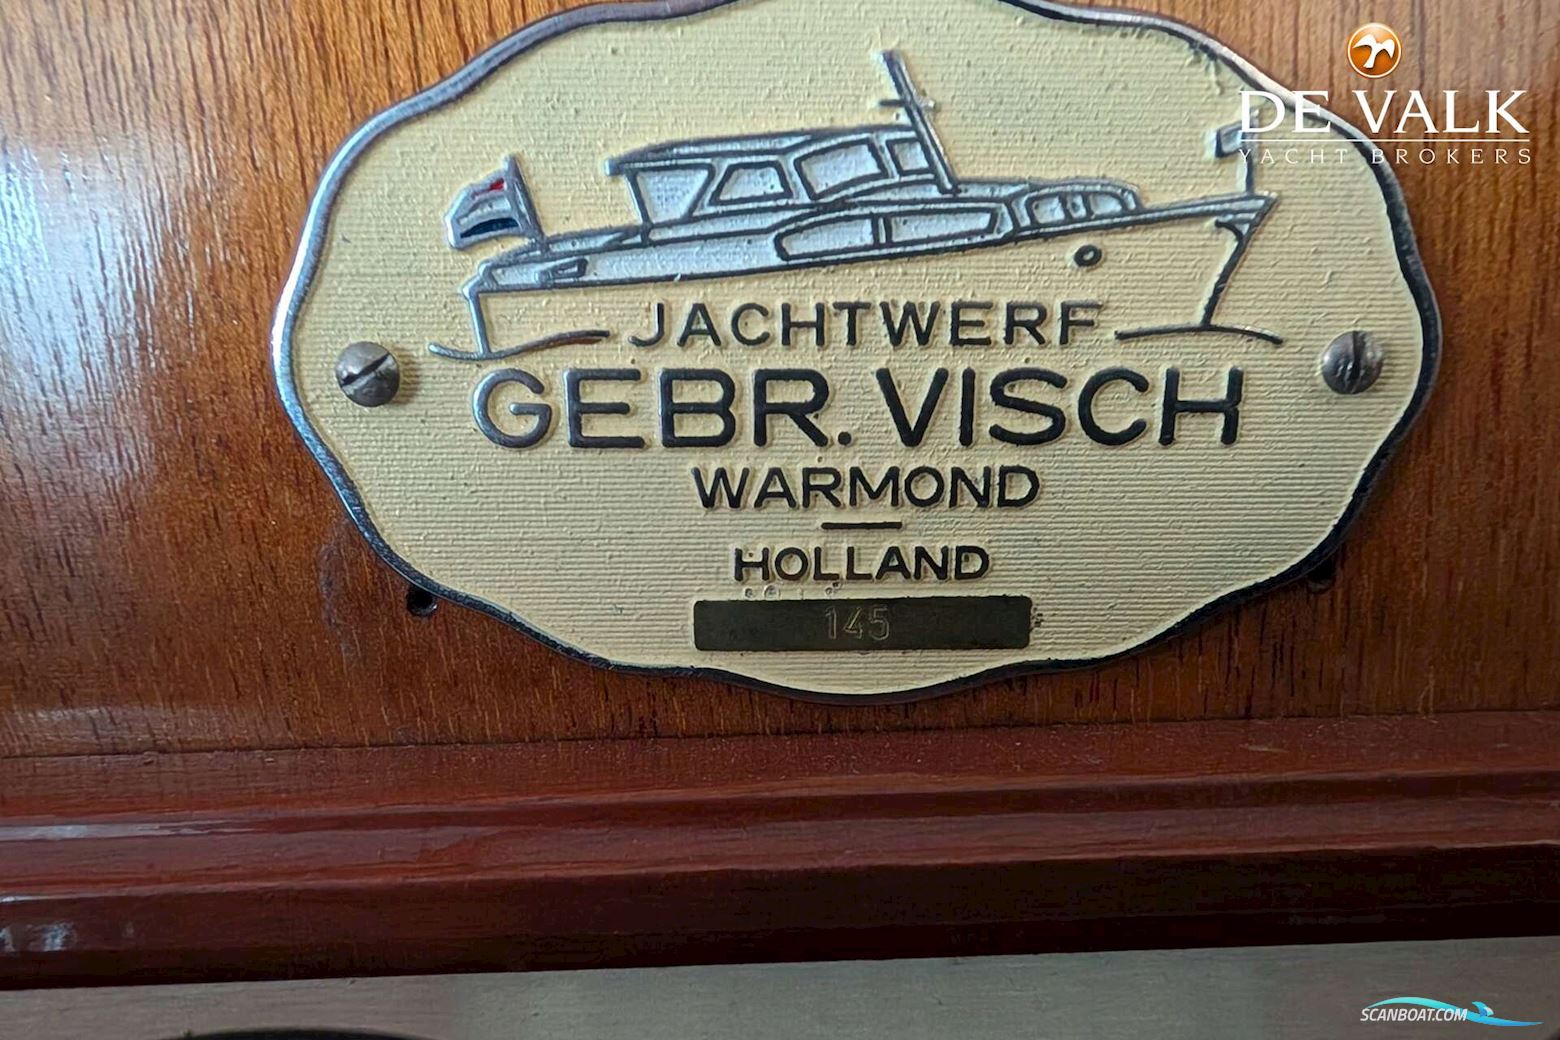 DE VALK
YACHT BROKERS
JACHTWERF
GEBR. VISCH
WARMOND
HOLLAND
145
SCANBOAT.COM